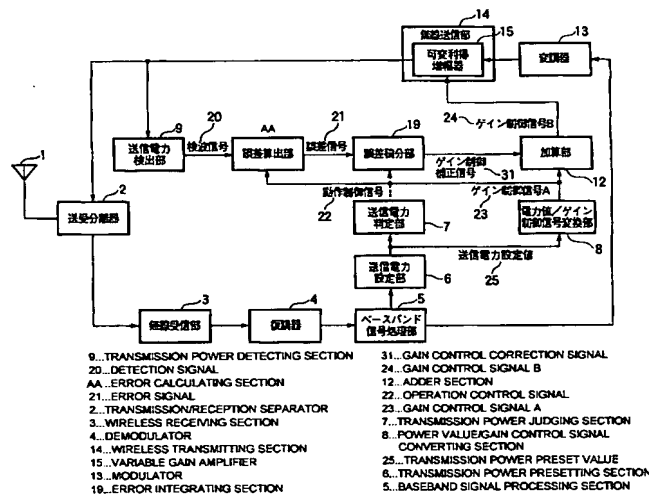 14
無線送信部
15
可変利得
増幅器
13
変調器
24
ゲイン制御信号B
9
送信電力
検出部
20
検波信号
AA
誤差算出部
21
誤差信号
19
誤差積分部
ゲイン制御
補正信号
31
加算部
12
1
2
送受分離器
動作制御信号
22
ゲイン制御信号A
23
送信電力
判定部
7
電力値/ゲイン
制御信号変換部
8
送信電力設定値
25
送信電力
設定部
6
3
無線受信部
4
復調器
5
ベースバンド
信号処理部
9...TRANSMISSION POWER DETECTING SECTION
20...DETECTION SIGNAL
AA...ERROR CALCULATING SECTION
21...ERROR SIGNAL
2...TRANSMISSION/RECEPTION SEPARATOR
3...WIRELESS RECEIVING SECTION
4...DEMODULATOR
14...WIRELESS TRANSMITTING SECTION
15...VARIABLE GAIN AMPLIFIER
13...MODULATOR
19...ERROR INTEGRATING SECTION
31...GAIN CONTROL CORRECTION SIGNAL
24...GAIN CONTROL SIGNAL B
12...ADDER SECTION
22...OPERATION CONTROL SIGNAL
23...GAIN CONTROL SIGNAL A
7...TRANSMISSION POWER JUDGING SECTION
8...POWER VALUE/GAIN CONTROL SIGNAL
CONVERTING SECTION
25...TRANSMISSION POWER PRESET VALUE
6...TRANSMISSION POWER PRESETTING SECTION
5...BASEBAND SIGNAL PROCESSING SECTION